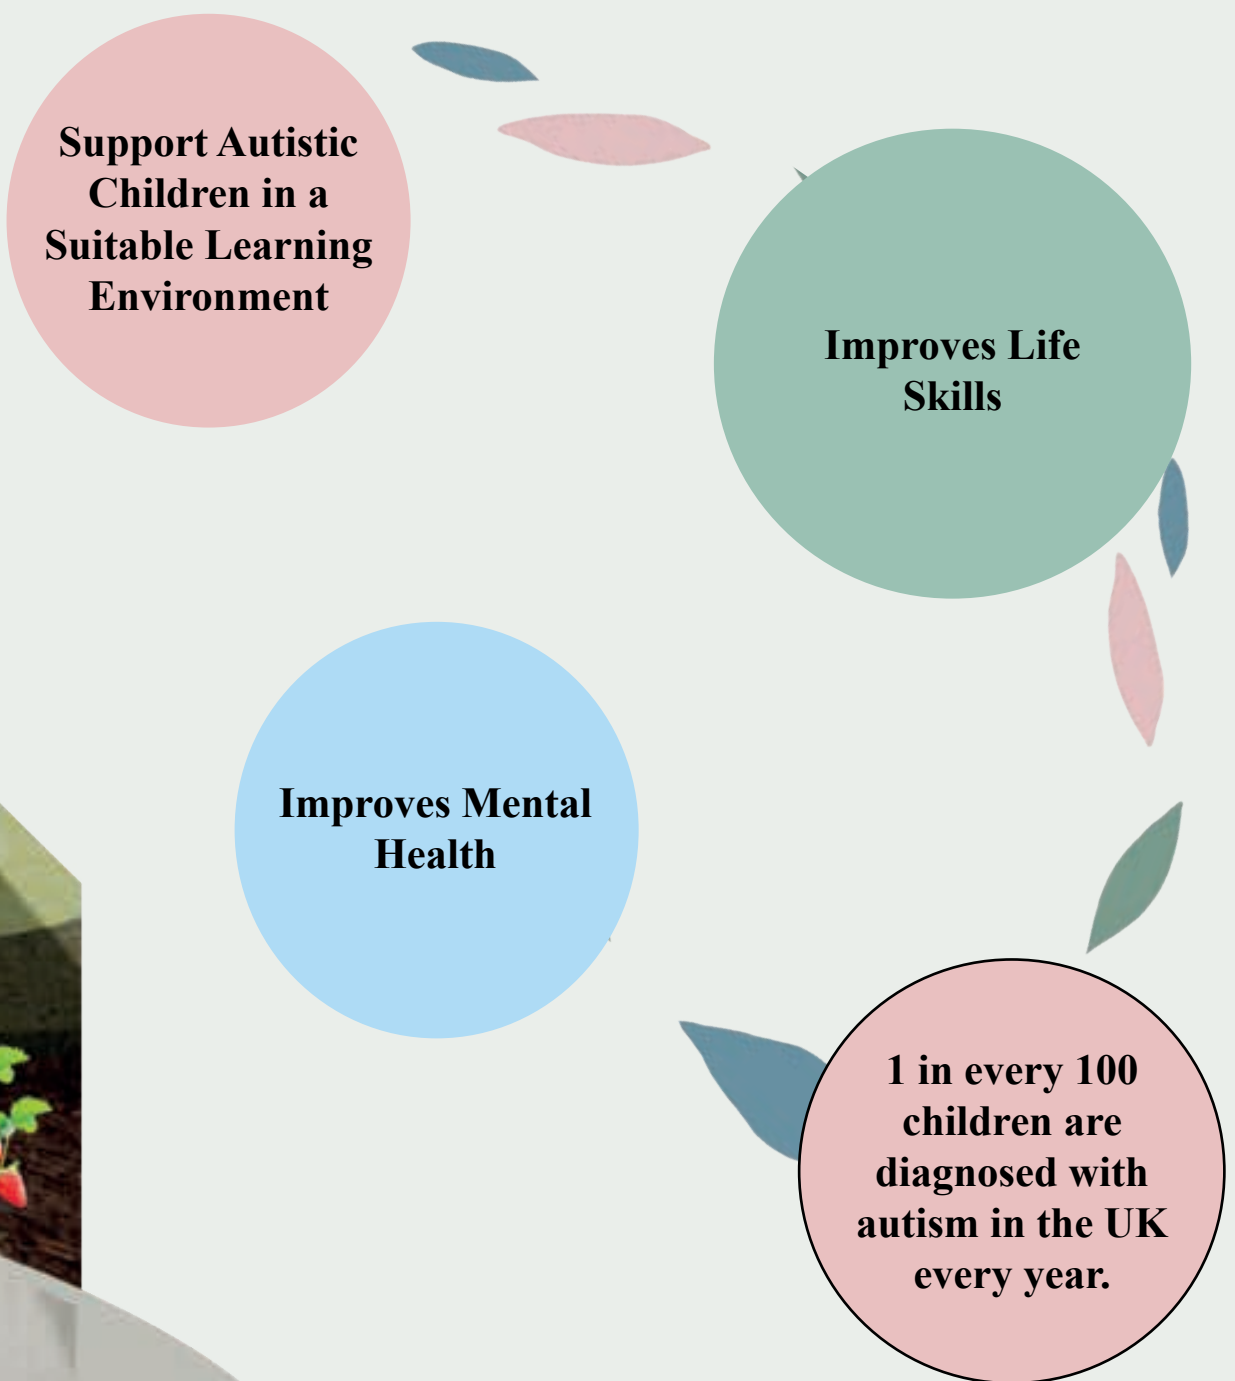 Support Autistic
Children in a
Suitable Learning
Environment
Improves Life
Skills
Improves Mental
Health
1 in every 100
children are
diagnosed with
autism in the UK
every year.